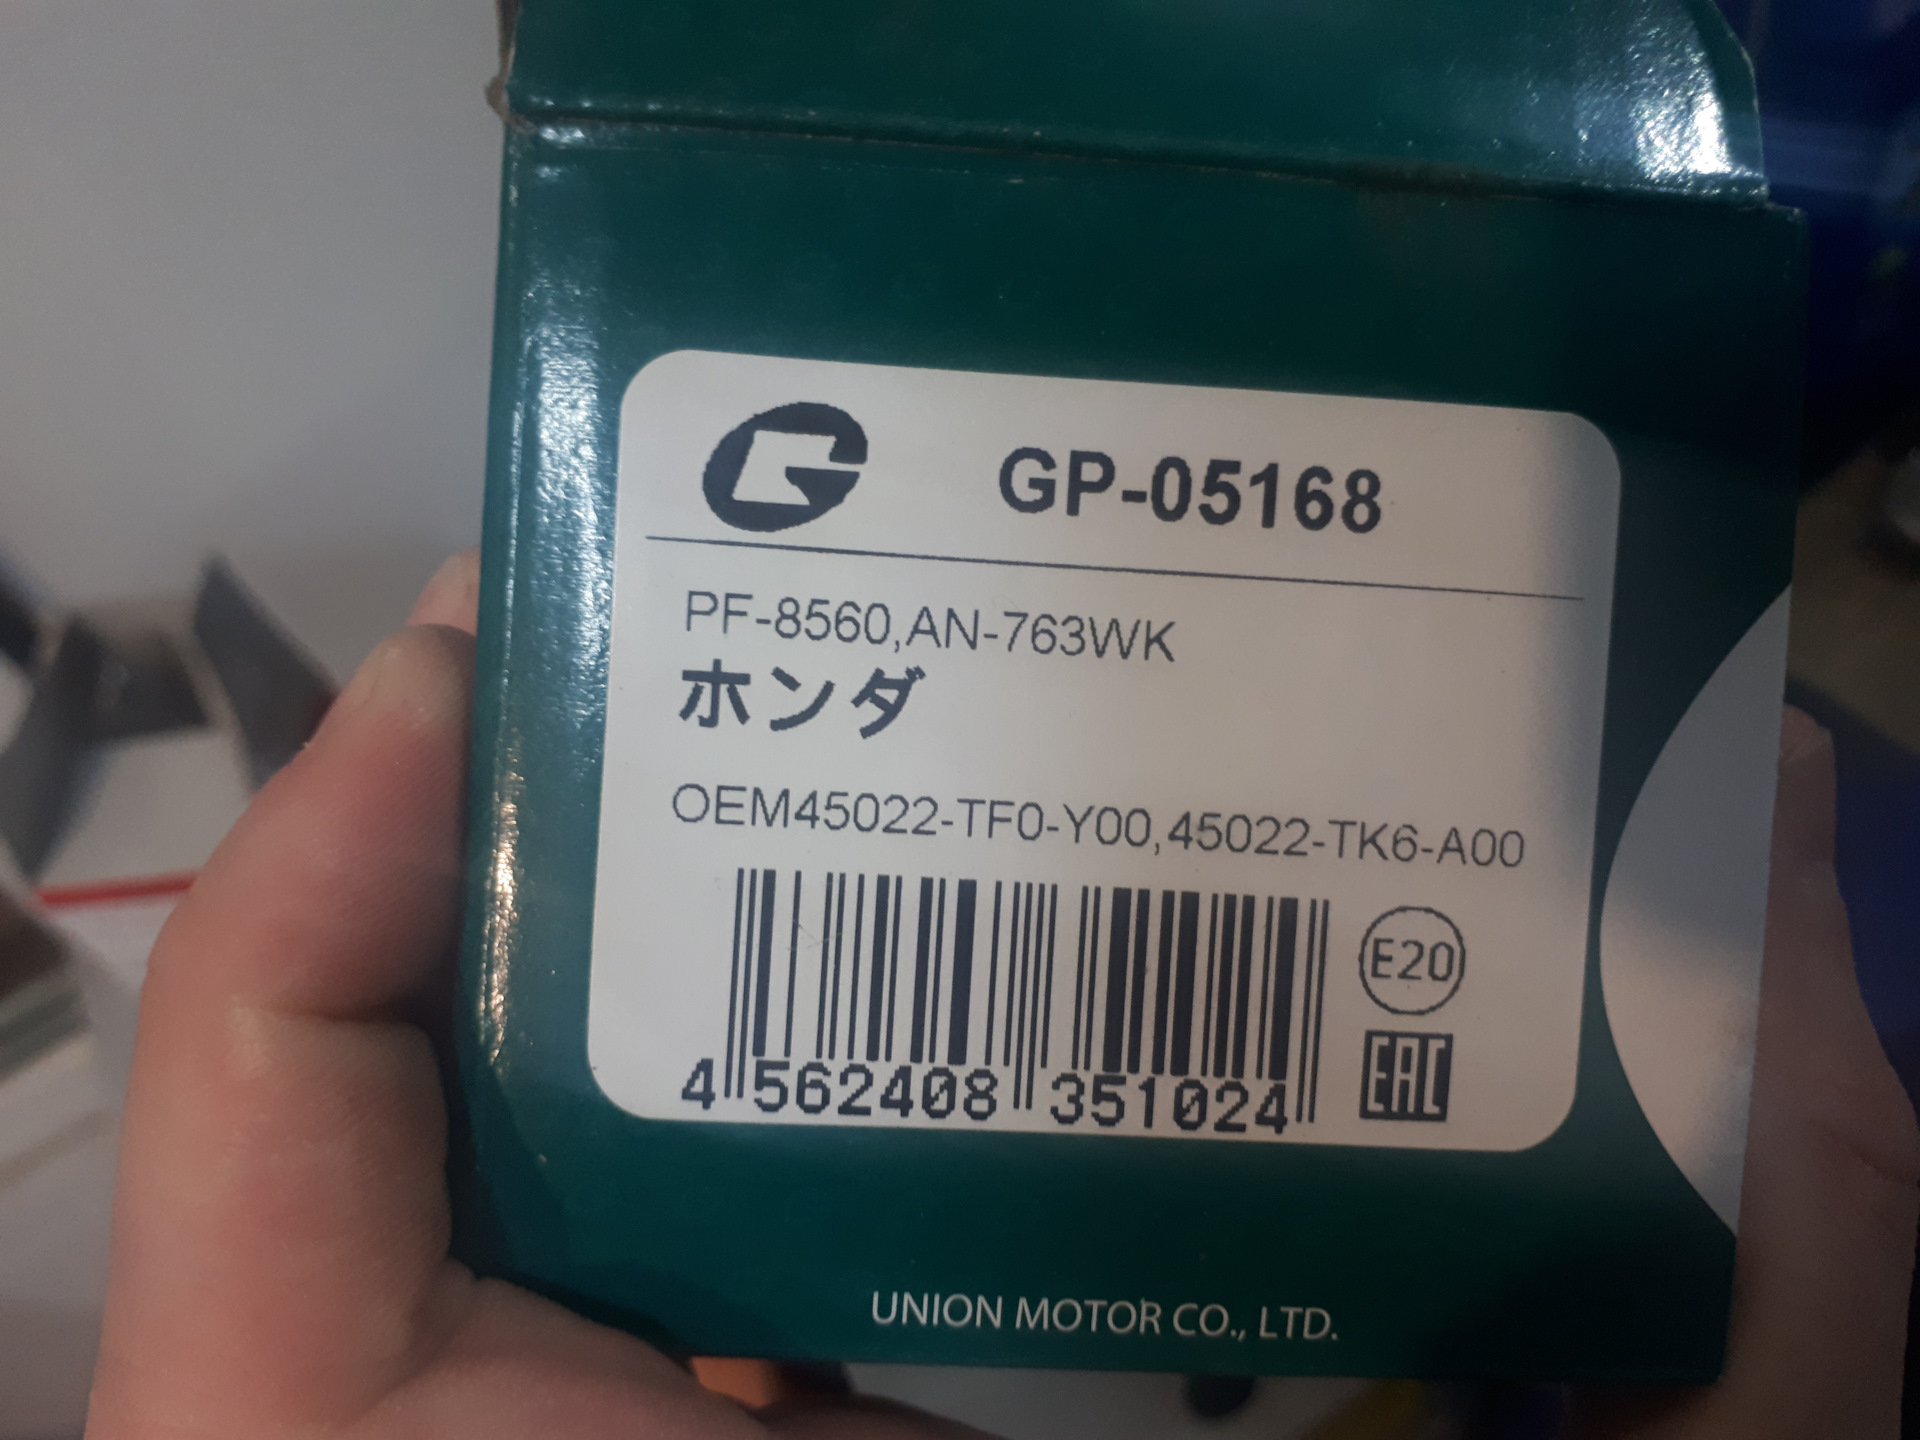 G GP-05168
PF-8560,AN-763WK
ホンダ
OEM45022-TF0-Y00,45022-TK6-A00
E20
EAC
4 562408 351024
UNION MOTOR CO., LTD.